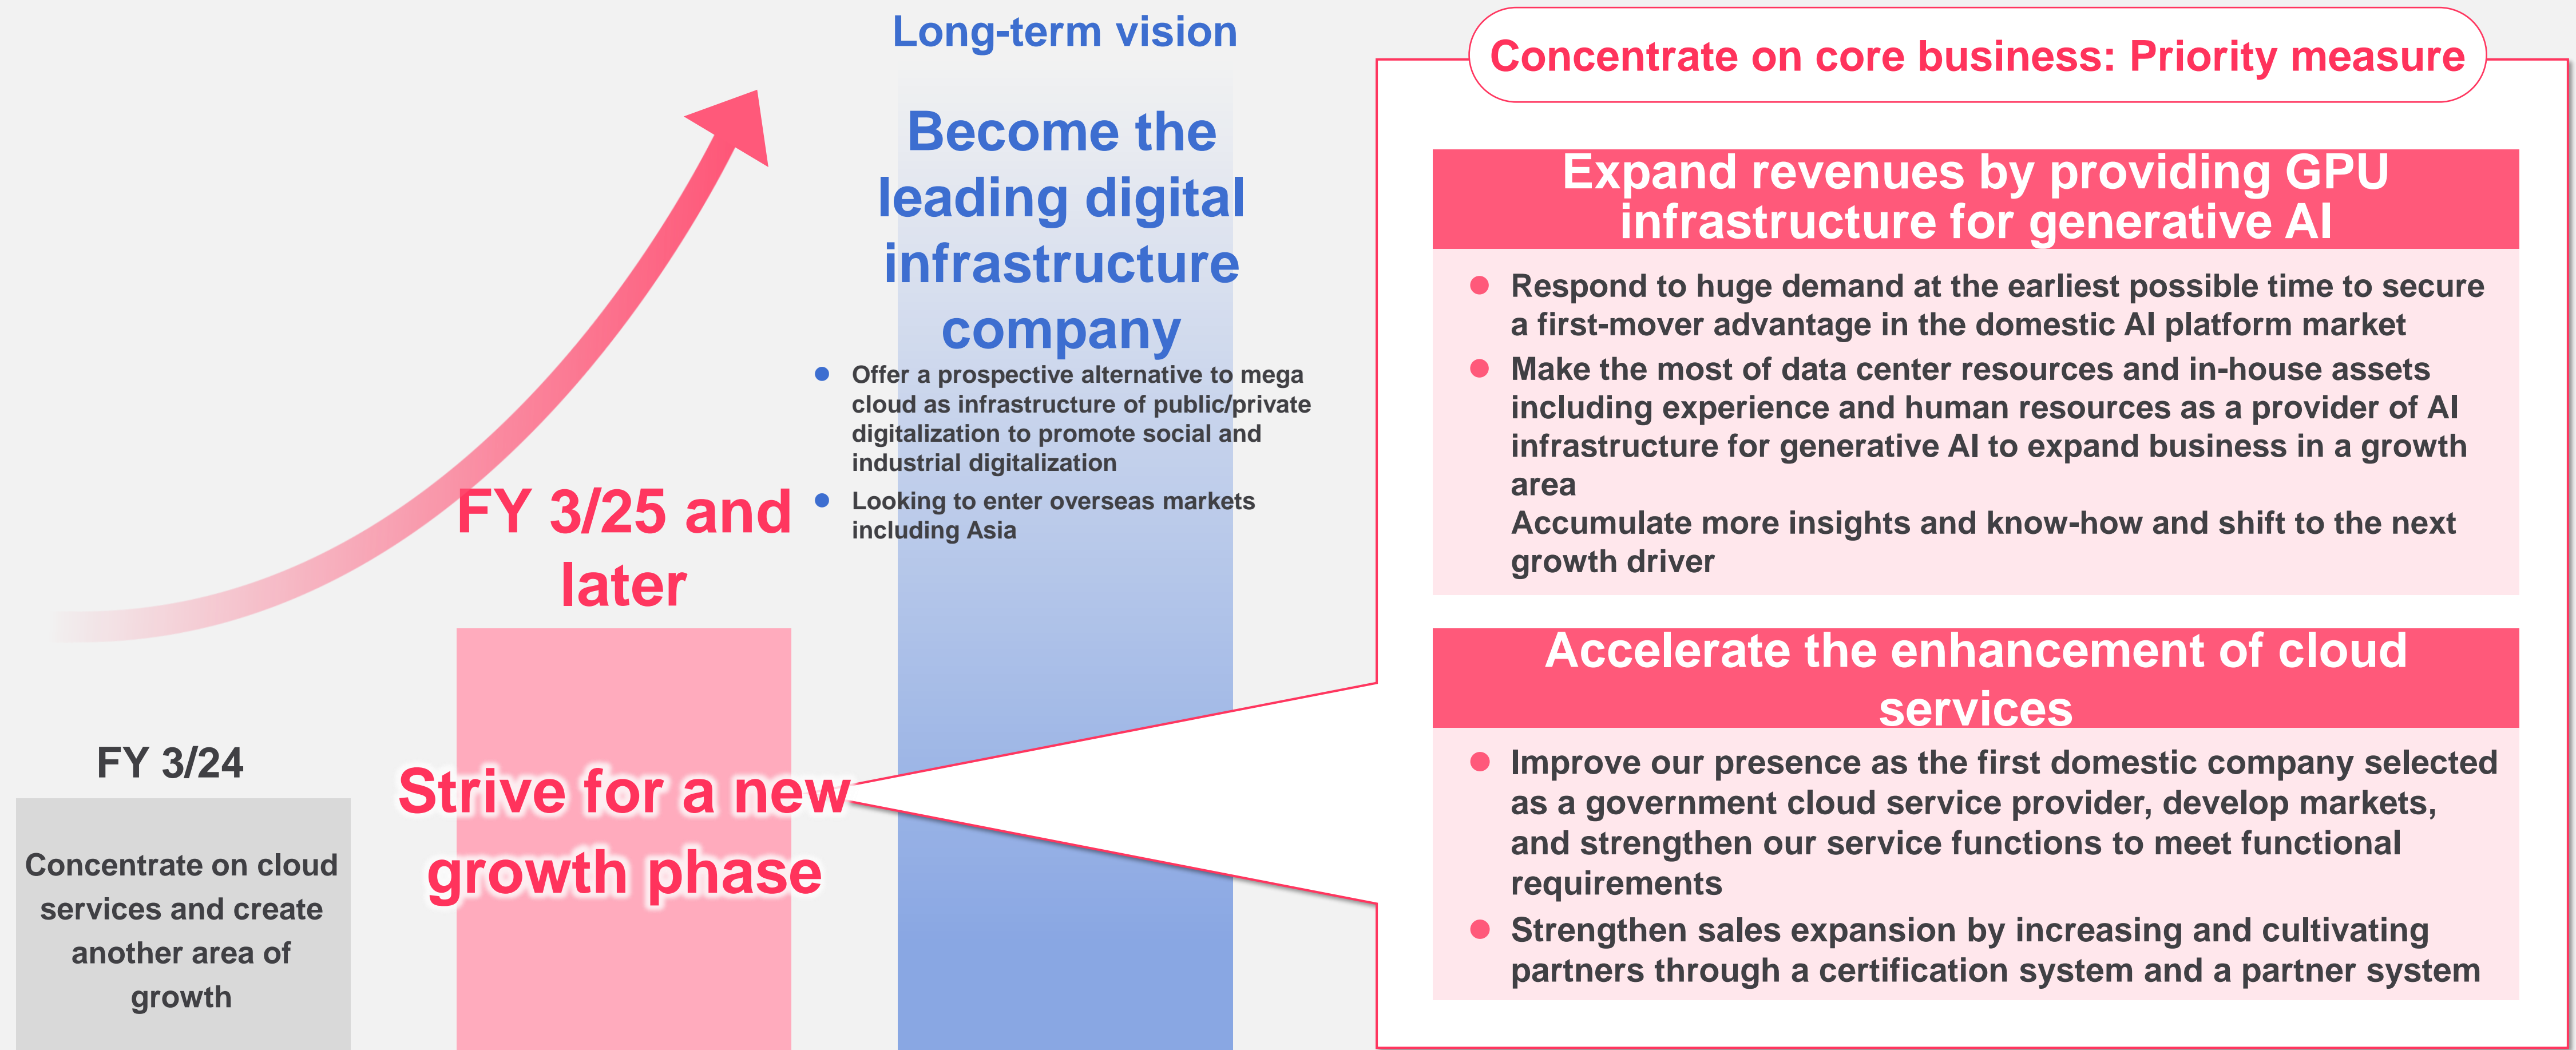 FY 3/24
Concentrate on cloud
services and create
another area of
growth
FY 3/25 and
later
Strive for a new
growth phase
Long-term vision
Become the
leading digital
infrastructure
company
● Offer a prospective alternative to mega
cloud as infrastructure of public/private
digitalization to promote social and
industrial digitalization
● Looking to enter overseas markets
including Asia
Concentrate on core business: Priority measure
Expand revenues by providing GPU
infrastructure for generative AI
● Respond to huge demand at the earliest possible time to secure
a first-mover advantage in the domestic AI platform market
● Make the most of data center resources and in-house assets
including experience and human resources as a provider of AI
infrastructure for generative AI to expand business in a growth
area
Accumulate more insights and know-how and shift to the next
growth driver
Accelerate the enhancement of cloud
services
● Improve our presence as the first domestic company selected
as a government cloud service provider, develop markets,
and strengthen our service functions to meet functional
requirements
● Strengthen sales expansion by increasing and cultivating
partners through a certification system and a partner system